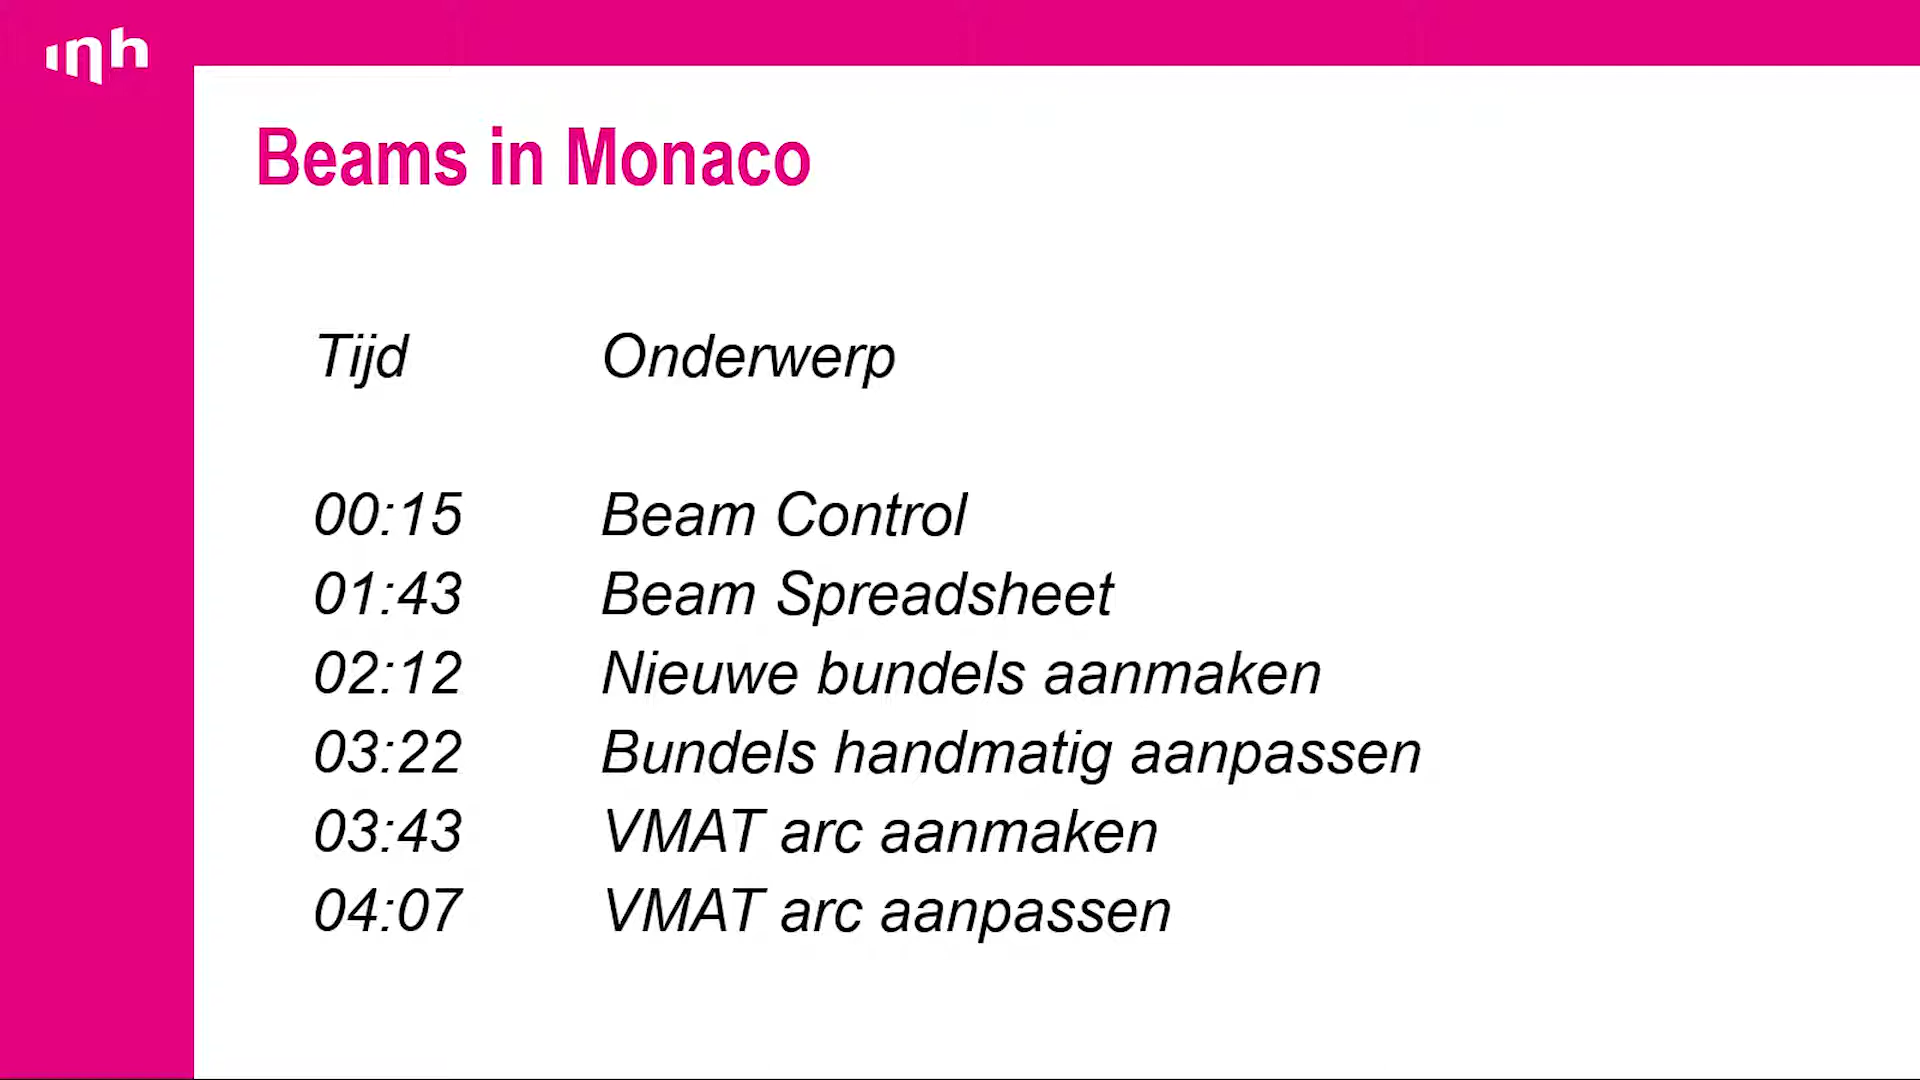 inh
Beams in Monaco
Tijd Onderwerp
00:15 Beam Control
01:43 Beam Spreadsheet
02:12 Nieuwe bundels aanmaken
03:22 Bundels handmatig aanpassen
03:43 VMAT arc aanmaken
04:07 VMAT arc aanpassen